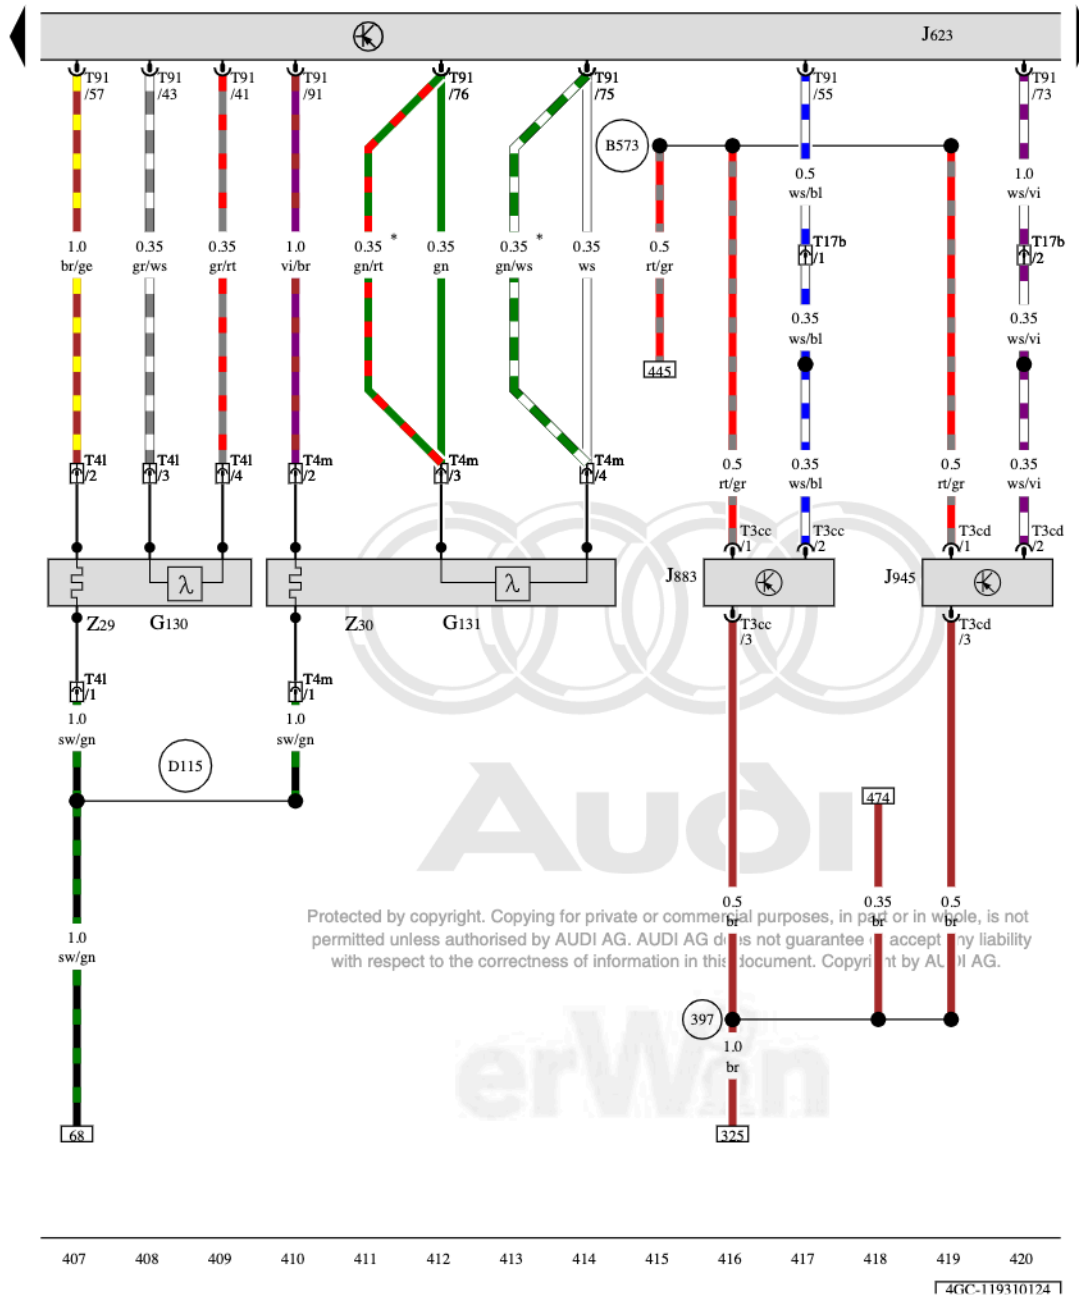 J623
T91 T91 T91 T91 T91 T91 T91 T91
/57 /43 /41 /91 /76 /75 /55 /73
B573
0.5 1.0
ws/bl ws/vi
1.0 0.35 0.35 1.0 0.35 * 0.35 0.35 * 0.35 0.5 T17b T17b
br/ge gr/ws gr/rt vi/br gn/rt gn gn/ws ws rt/gr /1 /2
0.35 0.35
ws/bl ws/vi
445
T4l T4l T4l T4m T4m T4m 0.5 0.35 0.5 0.35
/2 /3 /4 /2 /3 /4 rt/gr ws/bl rt/gr ws/vi
T3cc T3cc T3cd T3cd
/1 /2 /1 /2
λ λ J883 J945
Z29 G130 Z30 G131 T3cc T3cd
/3 /3
T4l T4m
/1 /1
1.0 1.0
sw/gn sw/gn
D115
Audi
474
0.5 0.35 0.5
br br br
Protected by copyright. Copying for private or commercial purposes, in part or in whole, is not
permitted unless authorised by AUDI AG. AUDI AG does not guarantee accept any liability
with respect to the correctness of information in this document. Copyright by AUDI AG.
1.0
sw/gn
397
1.0
br
erWin
68 325
407 408 409 410 411 412 413 414 415 416 417 418 419 420
4GC-119310124